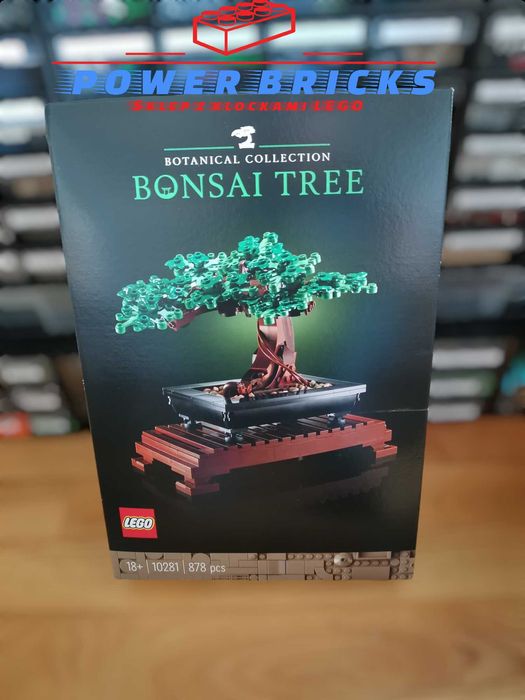 POWER BRICKS
SKLEP Z KLOCKAMI LEGO
BOTANICAL COLLECTION
BONSAI TREE
LEGO
18+ | 10281 | 878 pcs